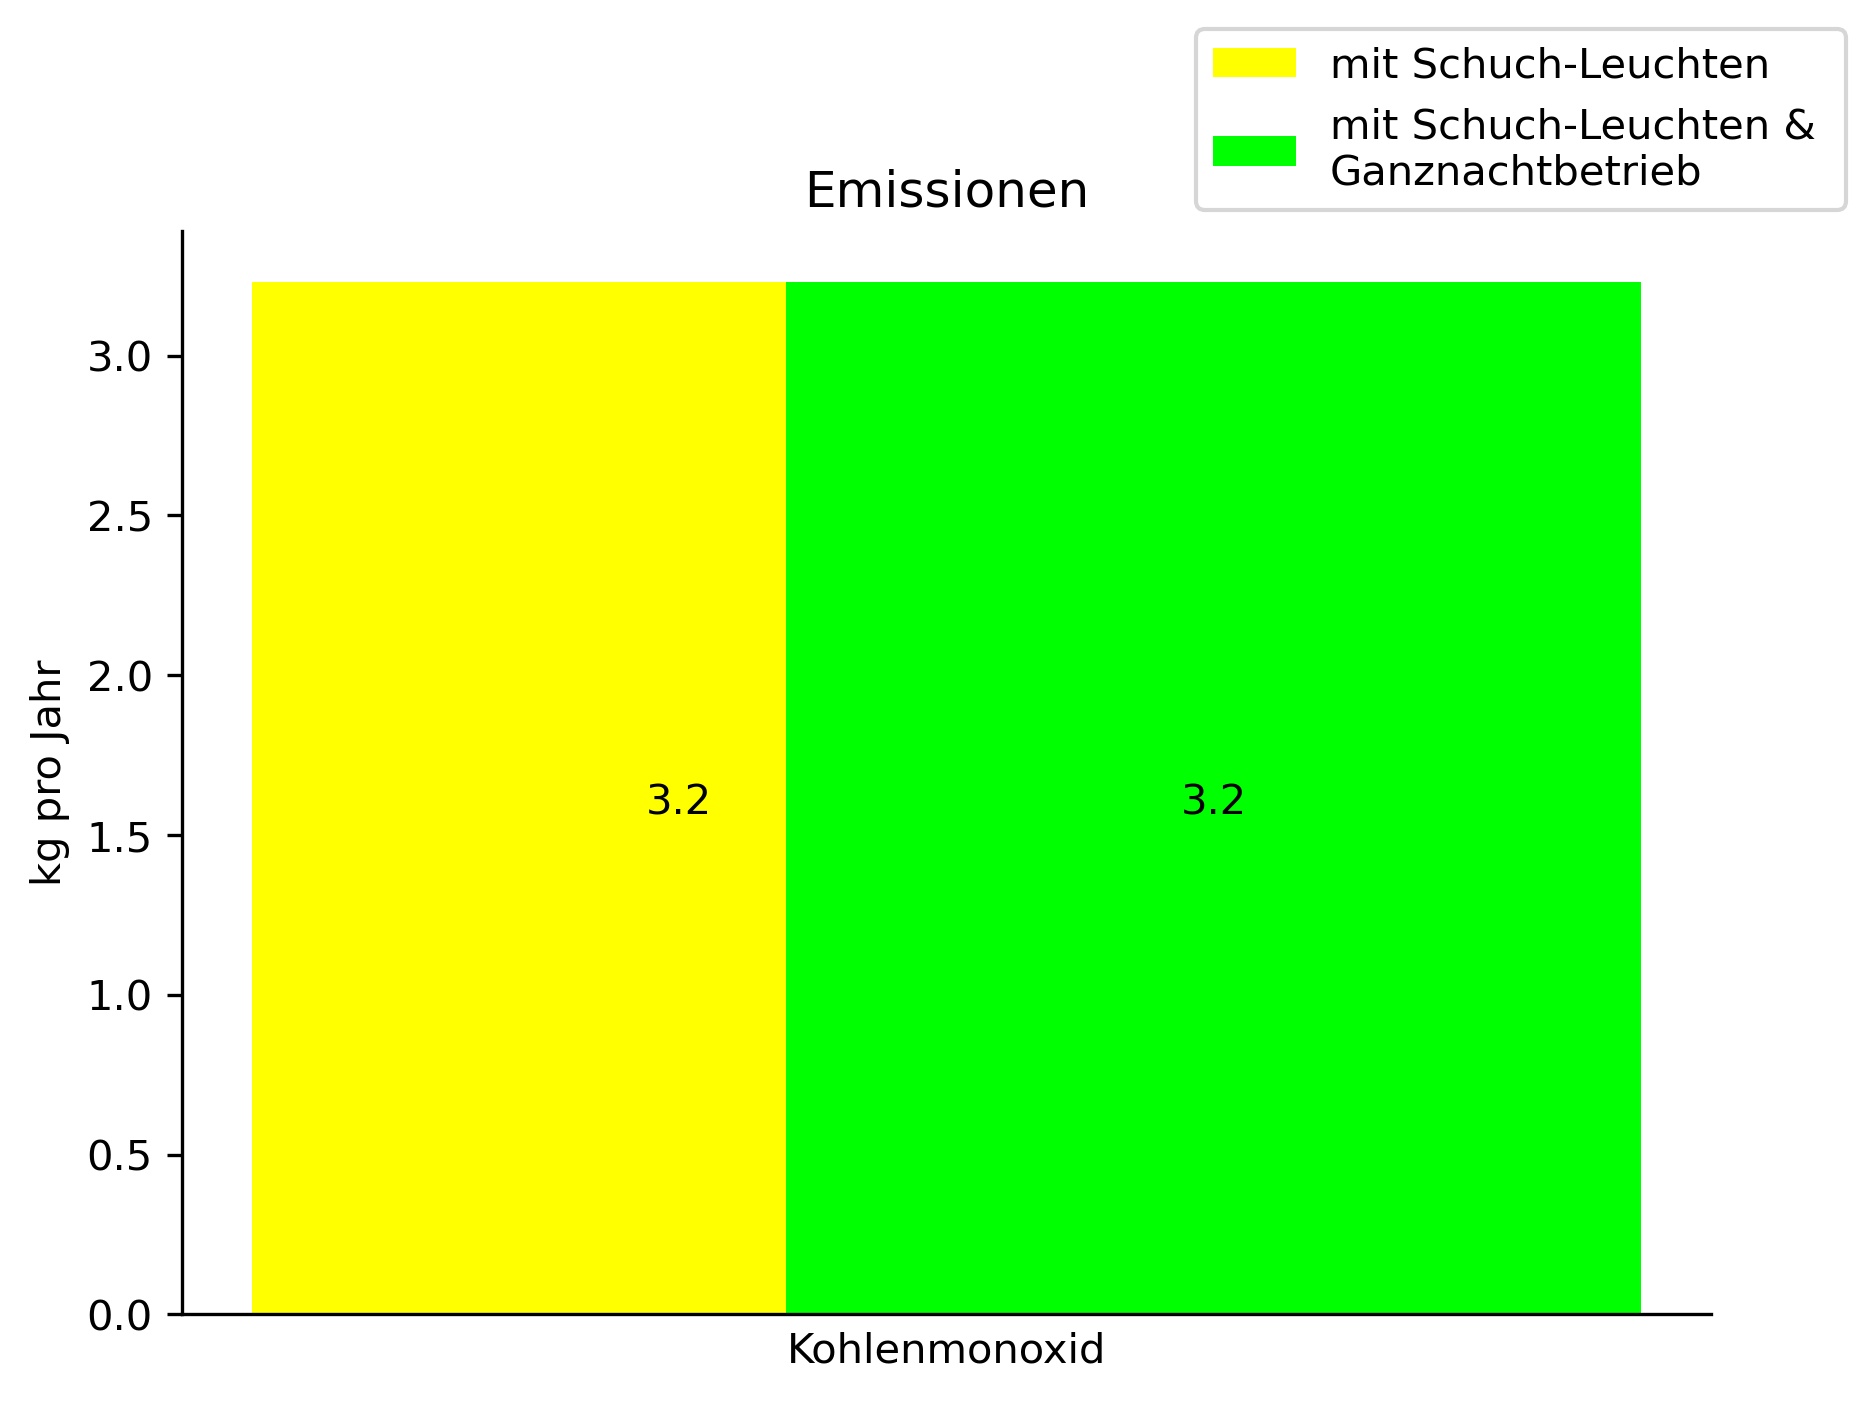 mit Schuch-Leuchten
mit Schuch-Leuchten &
Ganznachtbetrieb
Emissionen
3.0
2.5
2.0
1.5
1.0
0.5
0.0
kg pro Jahr
3.2
3.2
Kohlenmonoxid